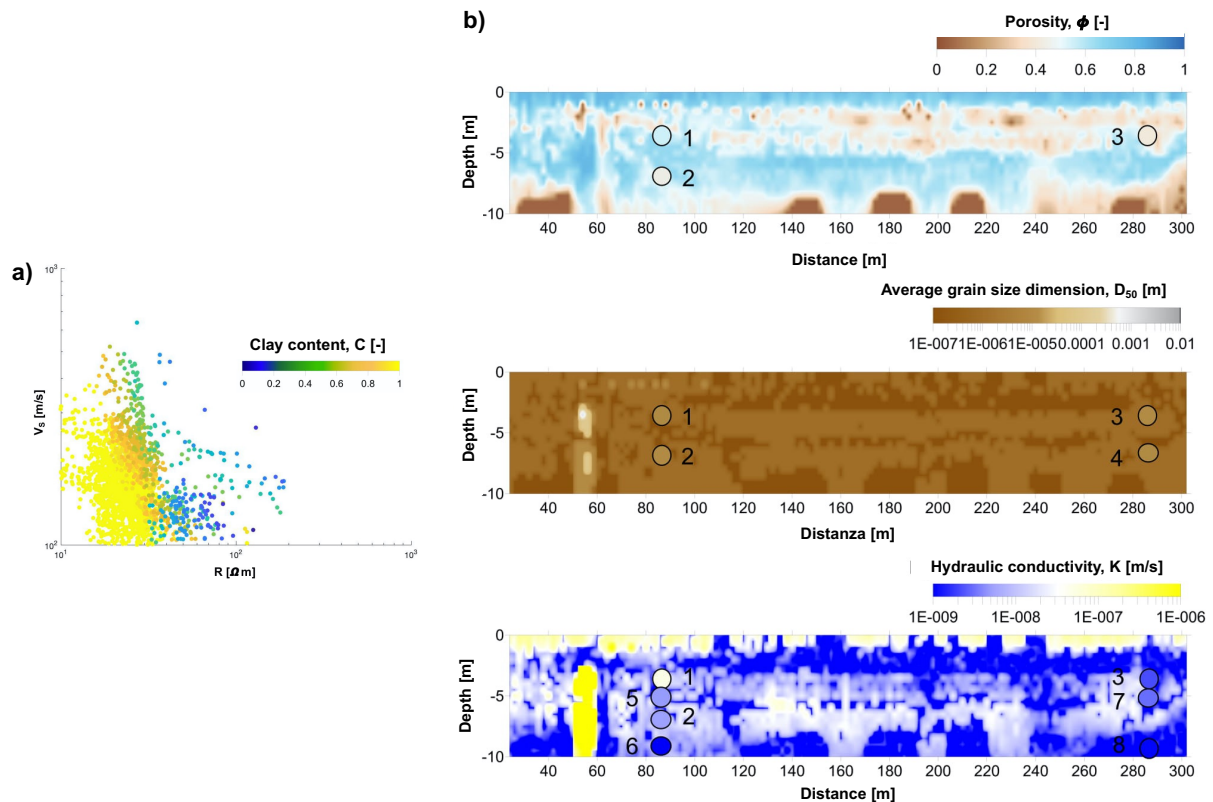 a)
10³
Clay content, C [-]
0 0.2 0.4 0.6 0.8 1
Vs [m/s]
10²
10¹ 10² 10³
R [Ωm]
b)
Porosity, ϕ [-]
0 0.2 0.4 0.6 0.8 1
0
-5
-10
Depth [m]
1
2
3
40 60 80 100 120 140 160 180 200 220 240 260 280 300
Distance [m]
Average grain size dimension, D₅₀ [m]
1E-0071E-0061E-0050.0001 0.001 0.01
0
-5
-10
Depth [m]
1
2
3
4
40 60 80 100 120 140 160 180 200 220 240 260 280 300
Distanza [m]
Hydraulic conductivity, K [m/s]
1E-009 1E-008 1E-007 1E-006
0
-5
-10
Depth [m]
1
5
2
6
3
7
8
40 60 80 100 120 140 160 180 200 220 240 260 280 300
Distance [m]